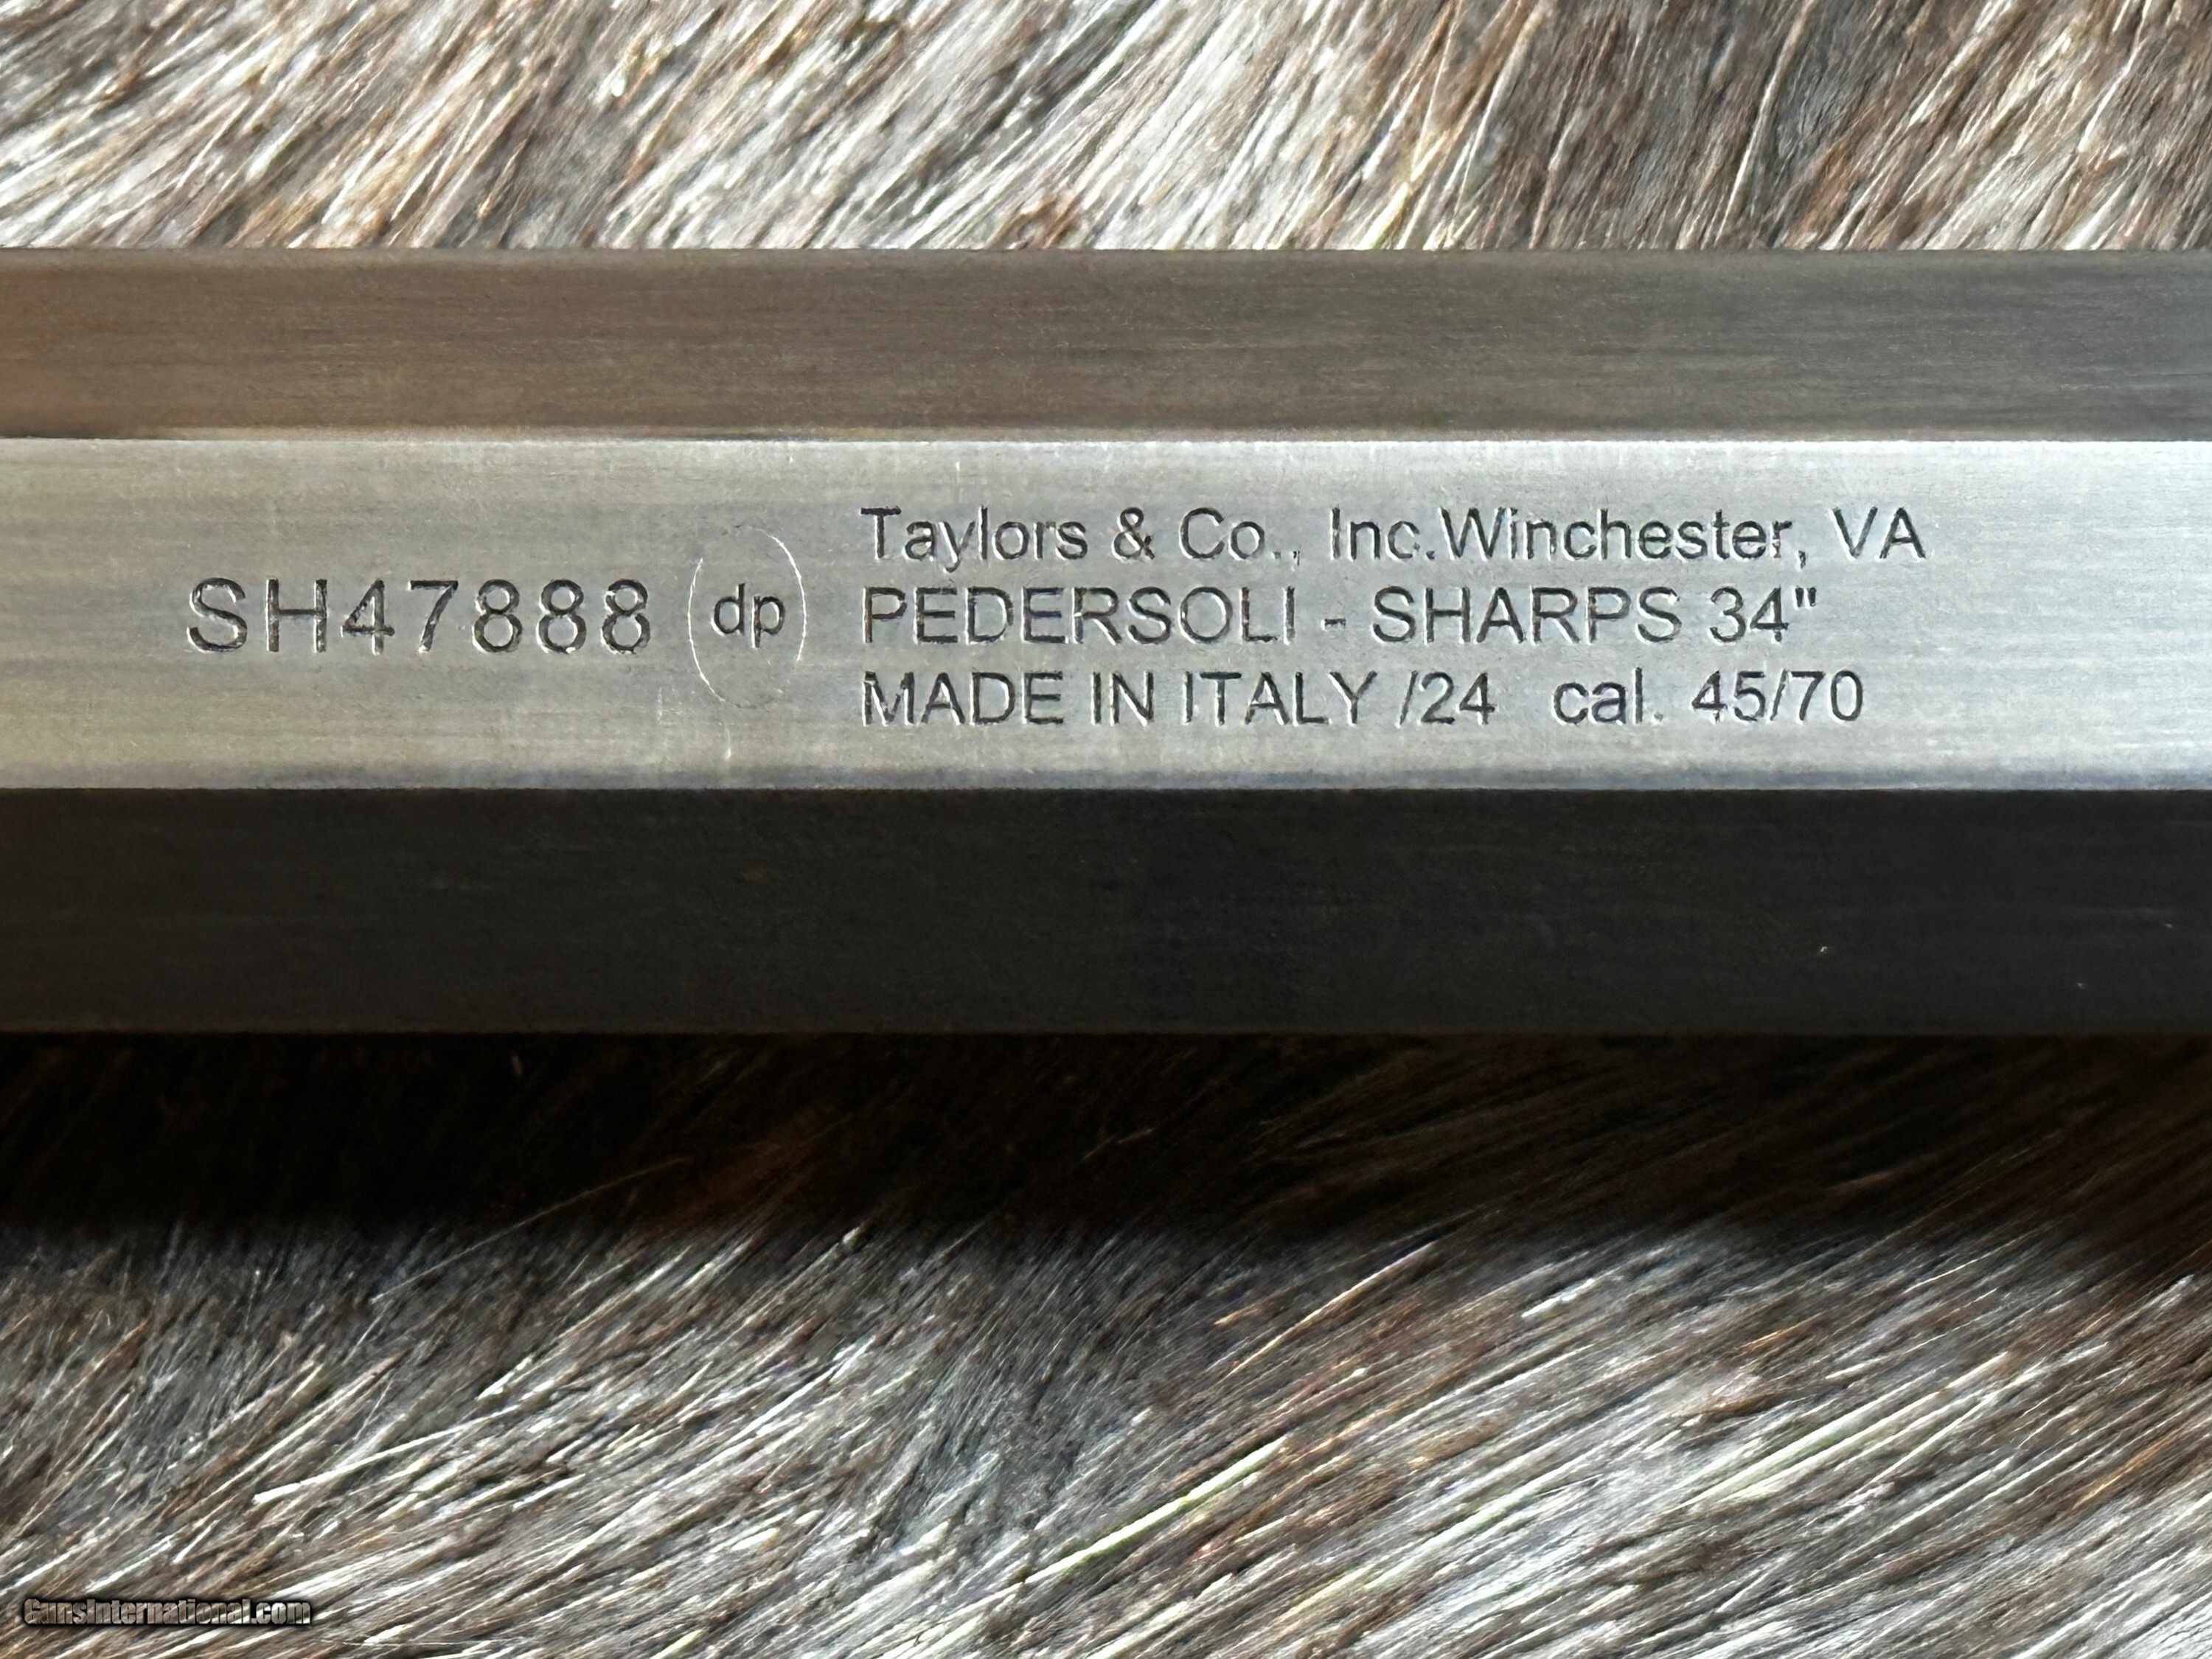 SH47888 dp
Taylors & Co., Inc.Winchester, VA
PEDERSOLI - SHARPS 34"
MADE IN ITALY /24 cal. 45/70
GunsInternational.com